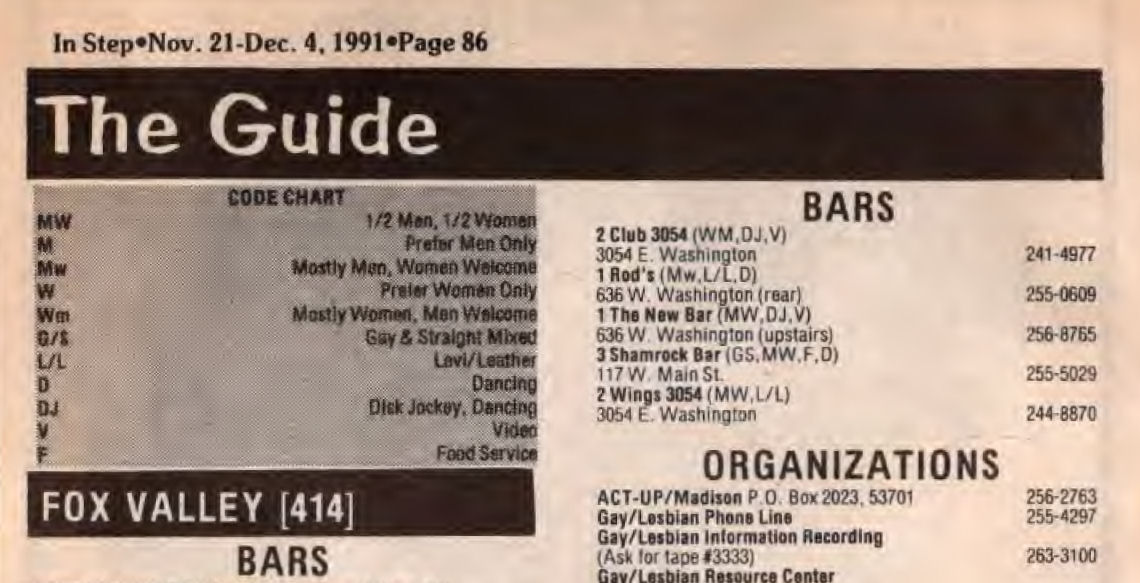 In Step•Nov. 21-Dec. 4, 1991•Page 86
The Guide
CODE CHART
MW 1/2 Men, 1/2 Women
M Prefer Men Only
Mw Mostly Men, Women Welcome
W Prefer Women Only
Wm Mostly Women, Men Welcome
G/S Gay & Straight Mixed
L/L Levi/Leather
D Dancing
DJ Disk Jockey, Dancing
V Video
F Food Service
FOX VALLEY [414]
BARS
BARS
2 Club 3054 (WM,DJ,V)
3054 E. Washington 241-4977
1 Rod's (Mw,L/L,D)
636 W. Washington (rear) 255-0609
1 The New Bar (MW,DJ,V)
636 W. Washington (upstairs) 256-8765
3 Shamrock Bar (GS,MW,F,D)
117 W. Main St. 255-5029
2 Wings 3054 (MW,L/L)
3054 E. Washington 244-8870
ORGANIZATIONS
ACT-UP/Madison P.O. Box 2023, 53701 256-2763
Gay/Lesbian Phone Line 255-4297
Gay/Lesbian Information Recording
(Ask for tape #3333) 263-3100
Gay/Lesbian Resource Center